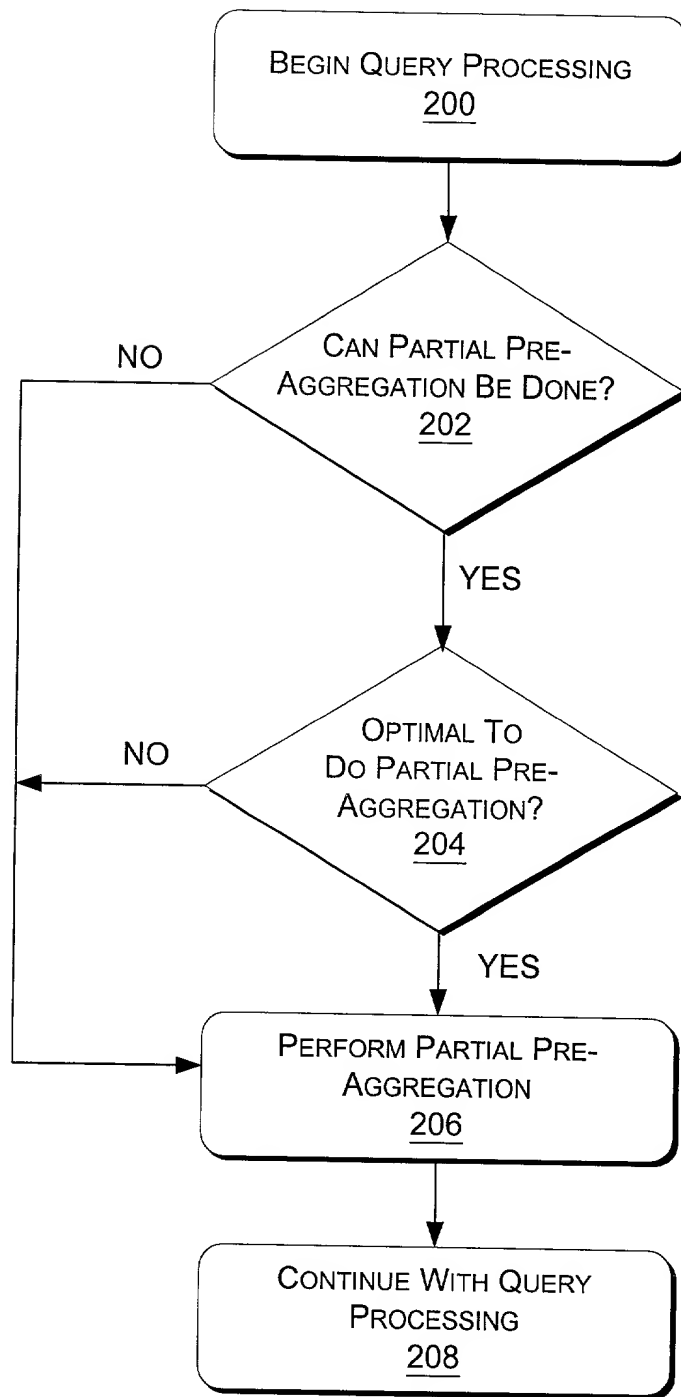 BEGIN QUERY PROCESSING
200
NO
CAN PARTIAL PRE-
AGGREGATION BE DONE?
202
YES
NO
OPTIMAL TO
DO PARTIAL PRE-
AGGREGATION?
204
YES
PERFORM PARTIAL PRE-
AGGREGATION
206
CONTINUE WITH QUERY
PROCESSING
208